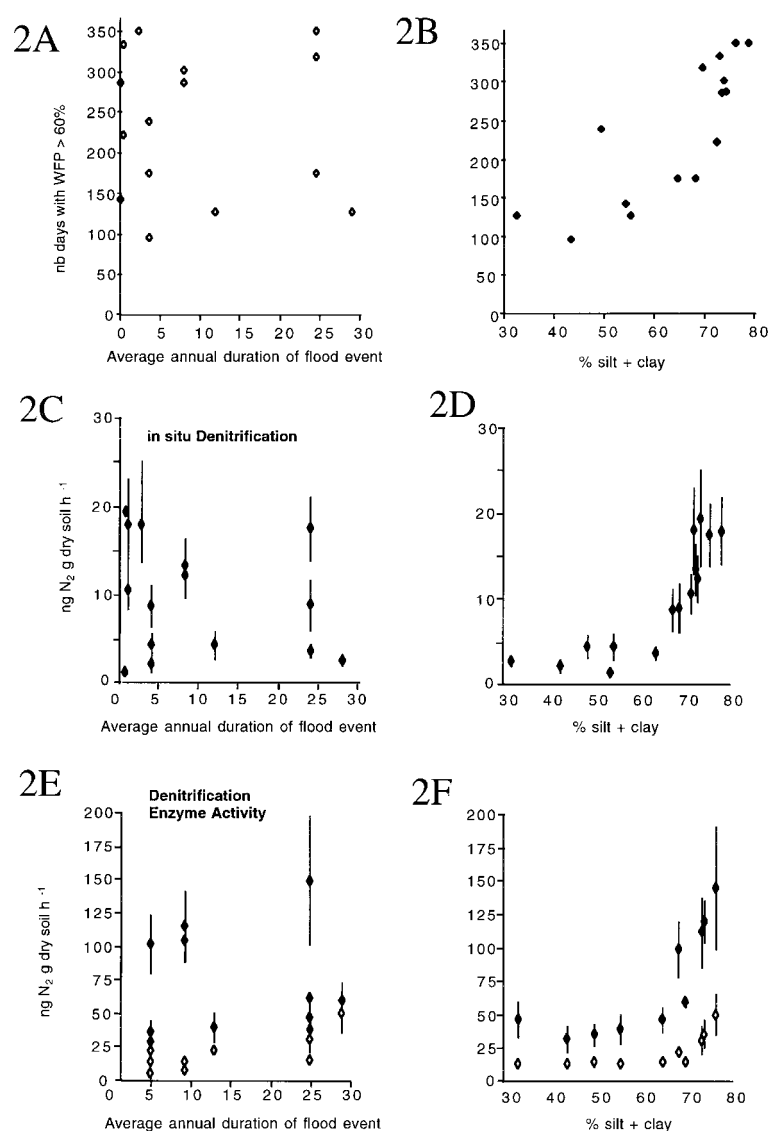 2A
350
300
250
200
150
100
50
0
nb days with WFP > 60%
0 5 10 15 20 25 30
Average annual duration of flood event
2B
350
300
250
200
150
100
50
0
30 40 50 60 70 80
% silt + clay
2C
in situ Denitrification
30
20
10
0
ng N₂ g dry soil h⁻¹
0 5 10 15 20 25 30
Average annual duration of flood event
2D
30
20
10
0
30 40 50 60 70 80
% silt + clay
2E
Denitrification
Enzyme Activity
200
175
150
125
100
75
50
25
0
ng N₂ g dry soil h⁻¹
5 10 15 20 25 30
Average annual duration of flood event
2F
200
175
150
125
100
75
50
25
0
30 40 50 60 70 80
% silt + clay